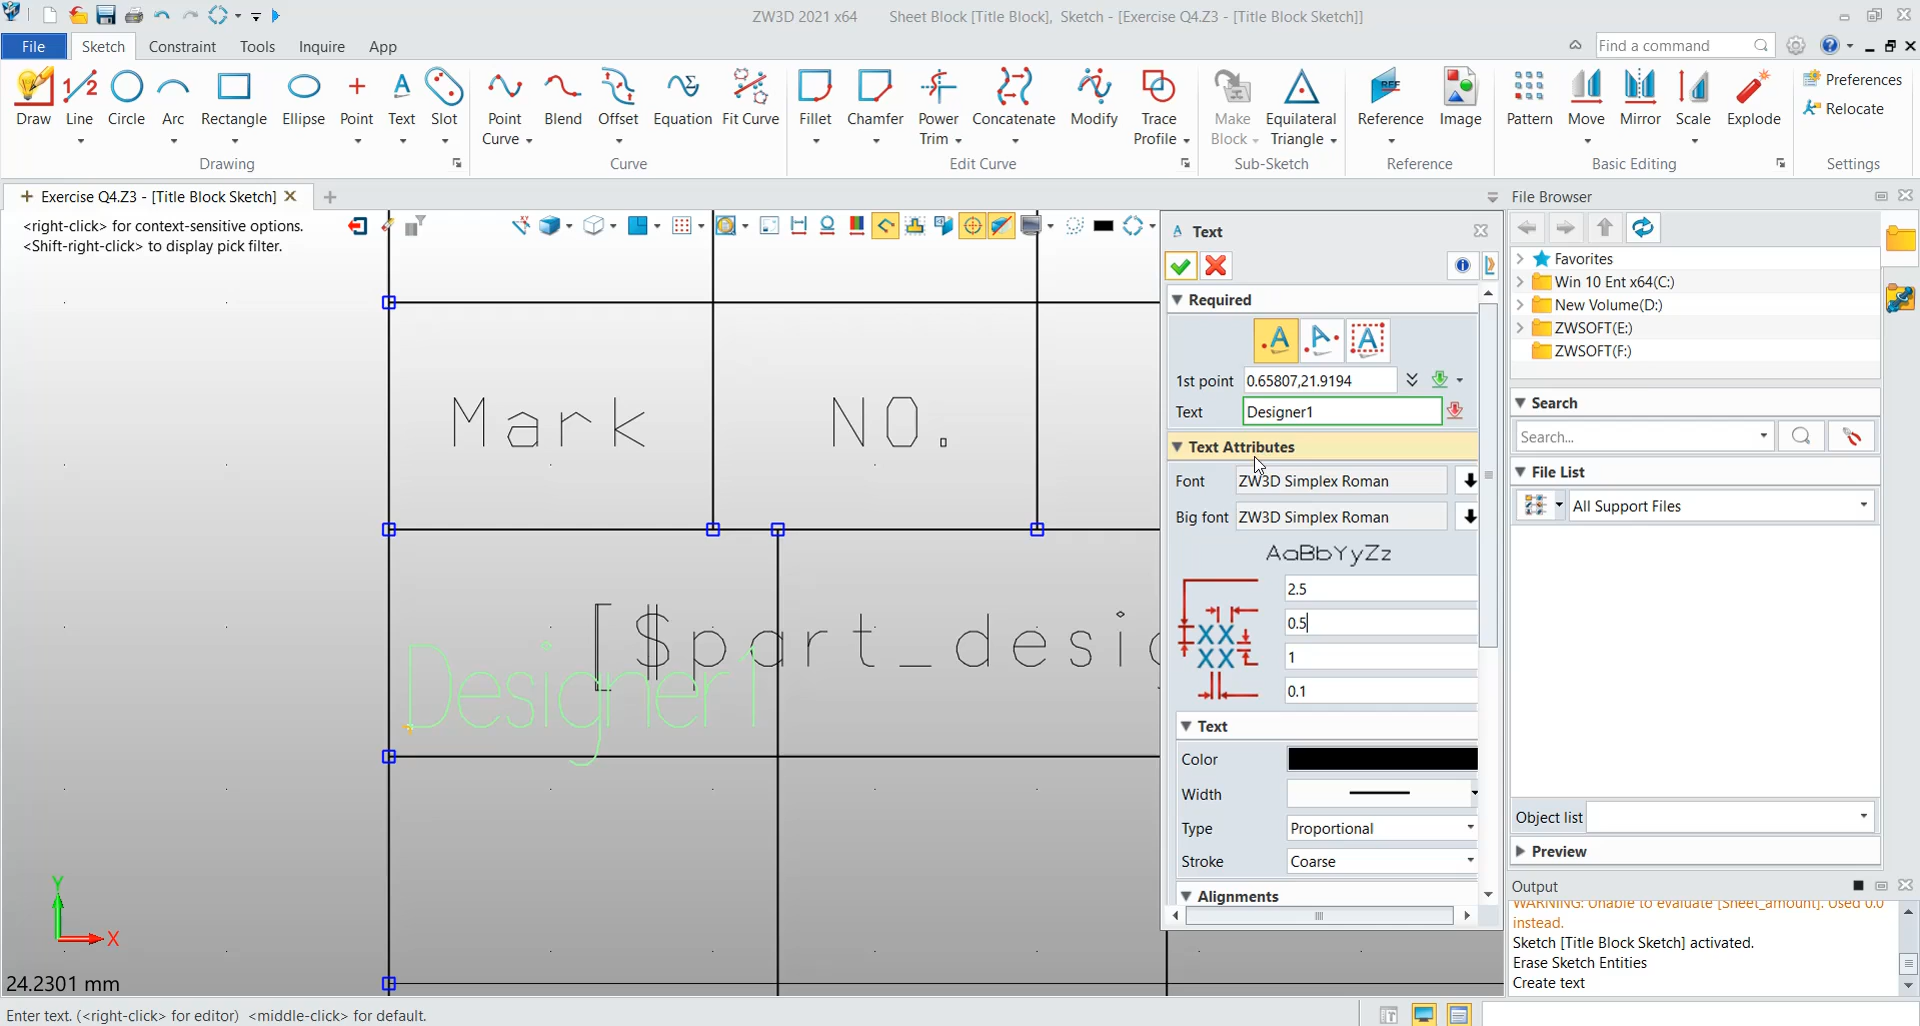 ZW3D 2021 x64 Sheet Block [Title Block], Sketch - [Exercise Q4.Z3 - [Title Block Sketch]]
File Sketch Constraint Tools Inquire App Find a command
Draw Line Circle Arc Rectangle Ellipse Point Text Slot
Drawing
Point Curve Blend Offset Equation Fit Curve
Curve
Fillet Chamfer Power Trim Concatenate Modify Trace Profile
Edit Curve
Make Block Equilateral Triangle
Sub-Sketch
Reference Image
Reference
Pattern Move Mirror Scale Explode
Basic Editing
Preferences
Relocate
Settings
Exercise Q4.Z3 - [Title Block Sketch]
<right-click> for context-sensitive options.
<Shift-right-click> to display pick filter.
Mark NO.
[$part_desig
Designer1
Y
X
24.2301 mm
Text
Required
1st point 0.65807,21.9194
Text Designer1
Text Attributes
Font ZW3D Simplex Roman
Big font ZW3D Simplex Roman
AaBbYyZz
2.5
0.5
1
0.1
Text
Color
Width
Type Proportional
Stroke Coarse
Alignments
File Browser
Favorites
Win 10 Ent x64(C:)
New Volume(D:)
ZWSOFT(E:)
ZWSOFT(F:)
Search
Search...
File List
All Support Files
Object list
Preview
Output
WARNING: Unable to evaluate [Sheet_amount]. Used 0.0
instead.
Sketch [Title Block Sketch] activated.
Erase Sketch Entities
Create text
Enter text. (<right-click> for editor) <middle-click> for default.